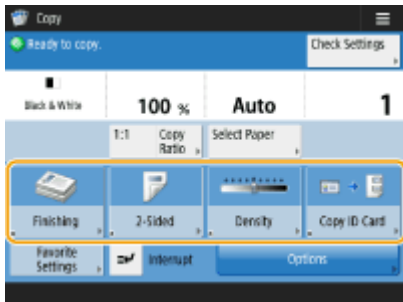 Copy
Ready to copy.
Check Settings
Black & White
100 %
Auto
1
1:1 Copy Ratio
Select Paper
Finishing
2-Sided
Density
Copy ID Card
Favorite Settings
Interrupt
Options